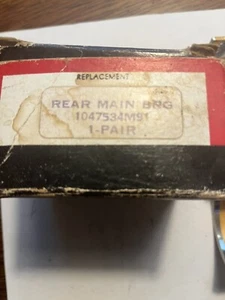 REPLACEMENT
REAR MAIN BRG
1047534M91
1-PAIR